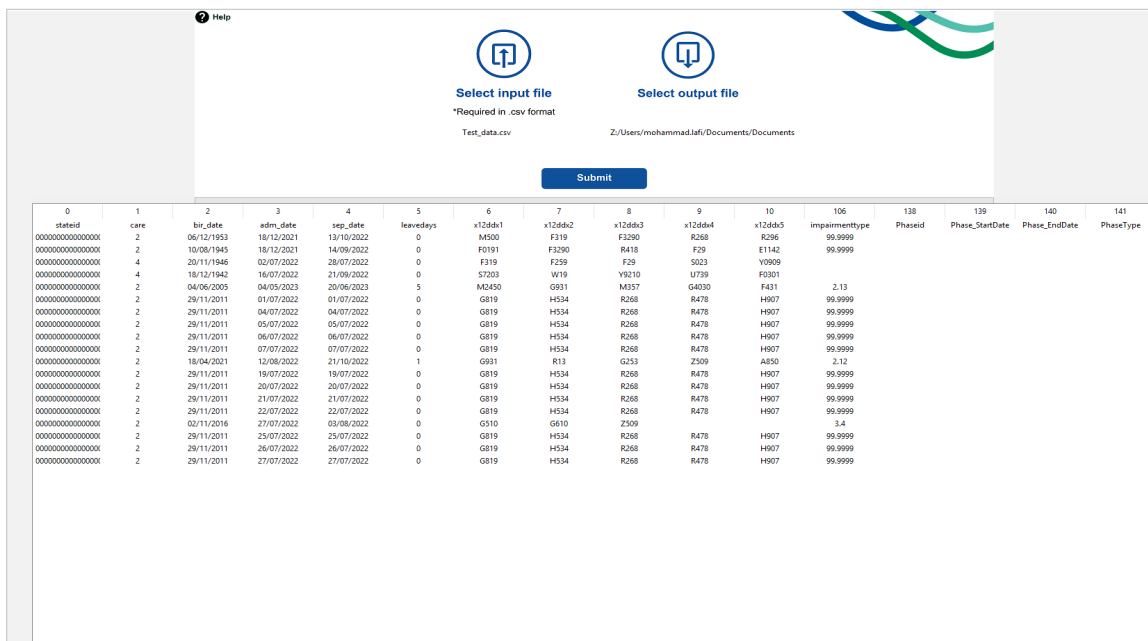 ? Help
Select input file Select output file
*Required in .csv format
Test_data.csv Z:/Users/mohammad.lafi/Documents/Documents
Submit
0 1 2 3 4 5 6 7 8 9 10 106 138 139 140 141
stateid care bir_date adm_date sep_date leavedays x12ddx1 x12ddx2 x12ddx3 x12ddx4 x12ddx5 impairmenttype Phaseid Phase_StartDate Phase_EndDate PhaseType
000000000000000( 2 06/12/1953 18/12/2021 13/10/2022 0 M500 F319 F3290 R268 R296 99.9999
000000000000000( 2 10/08/1945 18/12/2021 14/09/2022 0 F0191 F3290 R418 F29 E1142 99.9999
000000000000000( 4 20/11/1946 02/07/2022 28/07/2022 0 F319 F259 F29 S023 Y0909
000000000000000( 4 18/12/1942 16/07/2022 21/09/2022 0 S7203 W19 Y9210 U739 F0301
000000000000000( 2 04/06/2005 04/05/2023 20/06/2023 5 M2450 G931 M357 G4030 F431 2.13
000000000000000( 2 29/11/2011 01/07/2022 01/07/2022 0 G819 H534 R268 R478 H907 99.9999
000000000000000( 2 29/11/2011 04/07/2022 04/07/2022 0 G819 H534 R268 R478 H907 99.9999
000000000000000( 2 29/11/2011 05/07/2022 05/07/2022 0 G819 H534 R268 R478 H907 99.9999
000000000000000( 2 29/11/2011 06/07/2022 06/07/2022 0 G819 H534 R268 R478 H907 99.9999
000000000000000( 2 29/11/2011 07/07/2022 07/07/2022 0 G819 H534 R268 R478 H907 99.9999
000000000000000( 2 18/04/2021 12/08/2022 21/10/2022 1 G931 R13 G253 Z509 A850 2.12
000000000000000( 2 29/11/2011 19/07/2022 19/07/2022 0 G819 H534 R268 R478 H907 99.9999
000000000000000( 2 29/11/2011 20/07/2022 20/07/2022 0 G819 H534 R268 R478 H907 99.9999
000000000000000( 2 29/11/2011 21/07/2022 21/07/2022 0 G819 H534 R268 R478 H907 99.9999
000000000000000( 2 29/11/2011 22/07/2022 22/07/2022 0 G819 H534 R268 R478 H907 99.9999
000000000000000( 2 02/11/2016 27/07/2022 03/08/2022 0 G510 G610 Z509 3.4
000000000000000( 2 29/11/2011 25/07/2022 25/07/2022 0 G819 H534 R268 R478 H907 99.9999
000000000000000( 2 29/11/2011 26/07/2022 26/07/2022 0 G819 H534 R268 R478 H907 99.9999
000000000000000( 2 29/11/2011 27/07/2022 27/07/2022 0 G819 H534 R268 R478 H907 99.9999